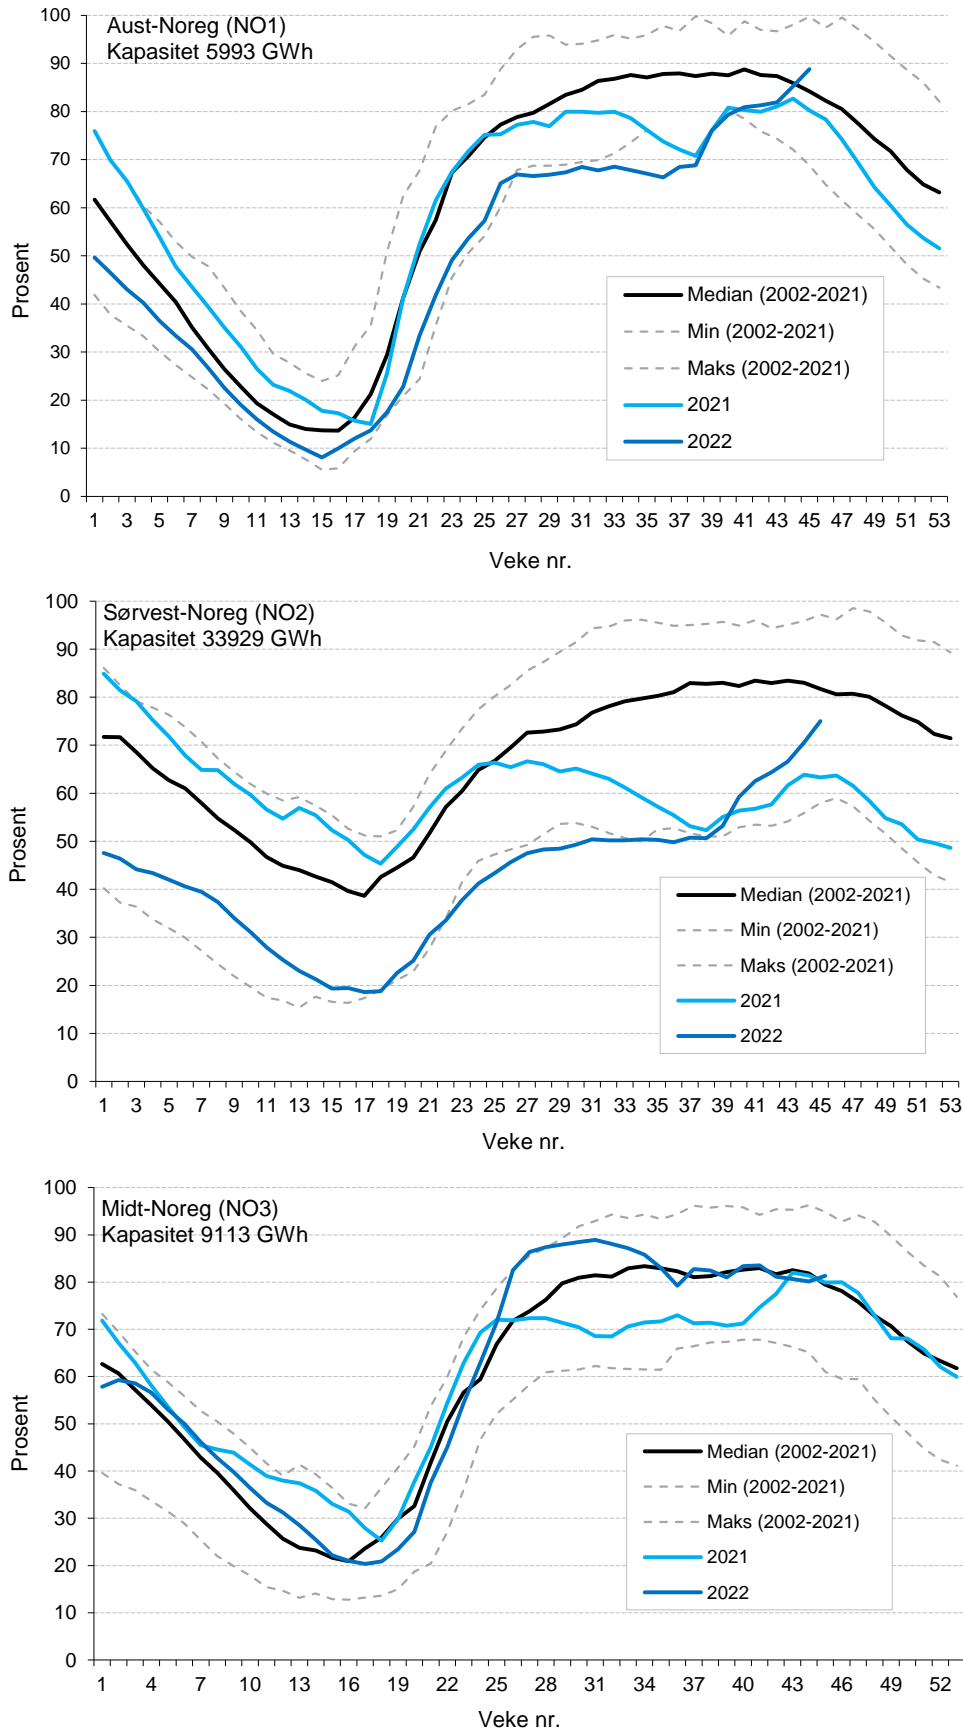 Aust-Noreg (NO1)
Kapasitet 5993 GWh
100
90
80
70
60
50
40
30
20
10
0
Prosent
Median (2002-2021)
Min (2002-2021)
Maks (2002-2021)
2021
2022
1 3 5 7 9 11 13 15 17 19 21 23 25 27 29 31 33 35 37 39 41 43 45 47 49 51 53
Veke nr.
Sørvest-Noreg (NO2)
Kapasitet 33929 GWh
100
90
80
70
60
50
40
30
20
10
0
Prosent
Median (2002-2021)
Min (2002-2021)
Maks (2002-2021)
2021
2022
1 3 5 7 9 11 13 15 17 19 21 23 25 27 29 31 33 35 37 39 41 43 45 47 49 51 53
Veke nr.
Midt-Noreg (NO3)
Kapasitet 9113 GWh
100
90
80
70
60
50
40
30
20
10
0
Prosent
Median (2002-2021)
Min (2002-2021)
Maks (2002-2021)
2021
2022
1 4 7 10 13 16 19 22 25 28 31 34 37 40 43 46 49 52
Veke nr.